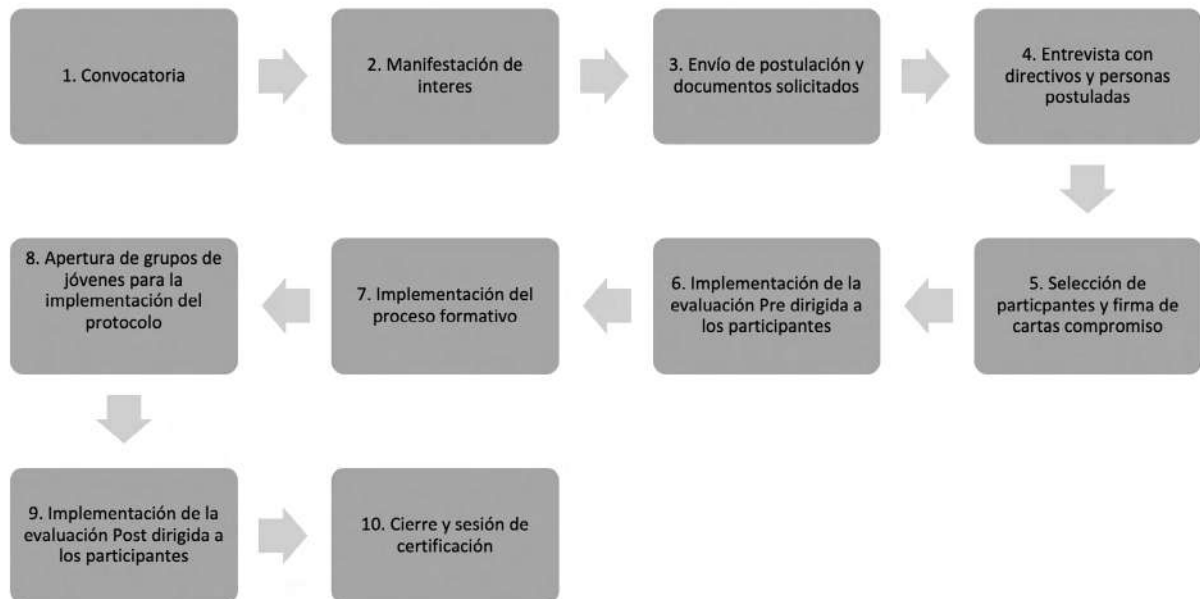 1. Convocatoria
2. Manifestación de
interes
3. Envío de postulación y
documentos solicitados
4. Entrevista con
directivos y personas
postuladas
5. Selección de
particpantes y firma de
cartas compromiso
6. Implementación de la
evaluación Pre dirigida a
los participantes
7. Implementación del
proceso formativo
8. Apertura de grupos de
jóvenes para la
implementación del
protocolo
9. Implementación de la
evaluación Post dirigida a
los participantes
10. Cierre y sesión de
certificación